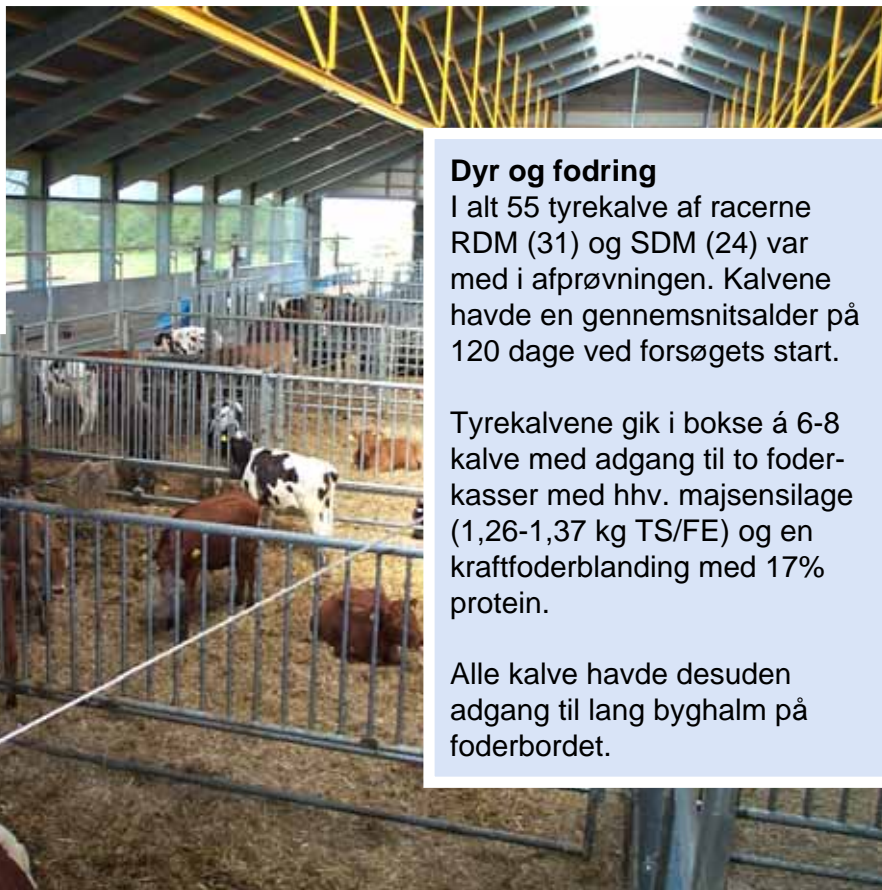 Dyr og fodring
I alt 55 tyrekalve af racerne
RDM (31) og SDM (24) var
med i afprøvningen. Kalvene
havde en gennemsnitsalder på
120 dage ved forsøgets start.
Tyrekalvene gik i bokse á 6-8
kalve med adgang til to foder-
kasser med hhv. majsensilage
(1,26-1,37 kg TS/FE) og en
kraftfoderblanding med 17%
protein.
Alle kalve havde desuden
adgang til lang byghalm på
foderbordet.